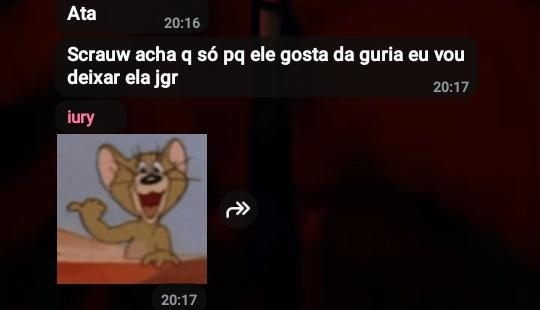 Ata
20:16
Scrauw acha q só pq ele gosta da guria eu vou
deixar ela jgr
20:17
iury
20:17